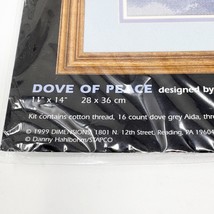 DOVE OF PEACE designed by
11" x 14" 28 x 36 cm
Kit contains cotton thread, 16 count dove grey Aida, thre
© 1999 DIMENSIONS, 1801 N. 12th Street, Reading, PA 19604
© Danny Hahlbohm/STAPCO